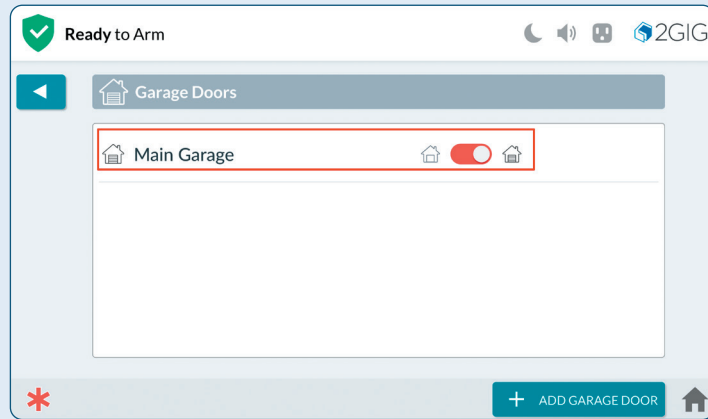 Ready to Arm
2GIG
Garage Doors
Main Garage
+ ADD GARAGE DOOR